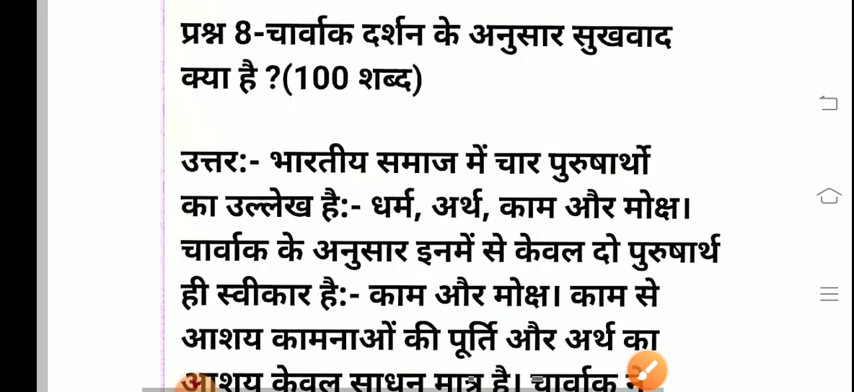 प्रश्न 8-चार्वाक दर्शन के अनुसार सुखवाद
क्या है ?(100 शब्द)
उत्तर:- भारतीय समाज में चार पुरुषार्थो
का उल्लेख है:- धर्म, अर्थ, काम और मोक्ष।
चार्वाक के अनुसार इनमें से केवल दो पुरुषार्थ
ही स्वीकार है:- काम और मोक्ष। काम से
आशय कामनाओं की पूर्ति और अर्थ का
आशय केवल साधन मात्र है। चार्वाक ने